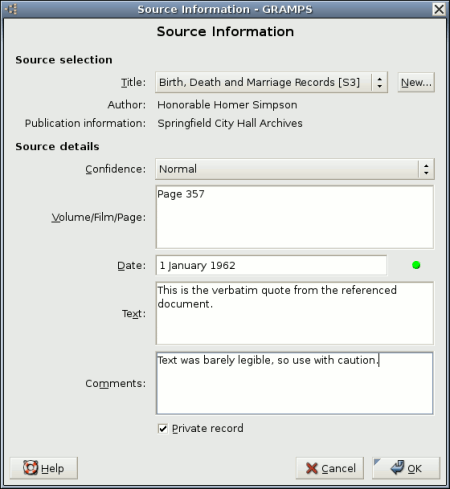 Source Information - GRAMPS
Source Information
Source selection
Title: Birth, Death and Marriage Records [S3] New...
Author: Honorable Homer Simpson
Publication information: Springfield City Hall Archives
Source details
Confidence: Normal
Volume/Film/Page: Page 357
Date: 1 January 1962
Text: This is the verbatim quote from the referenced
document.
Comments: Text was barely legible, so use with caution.
Private record
Help Cancel OK